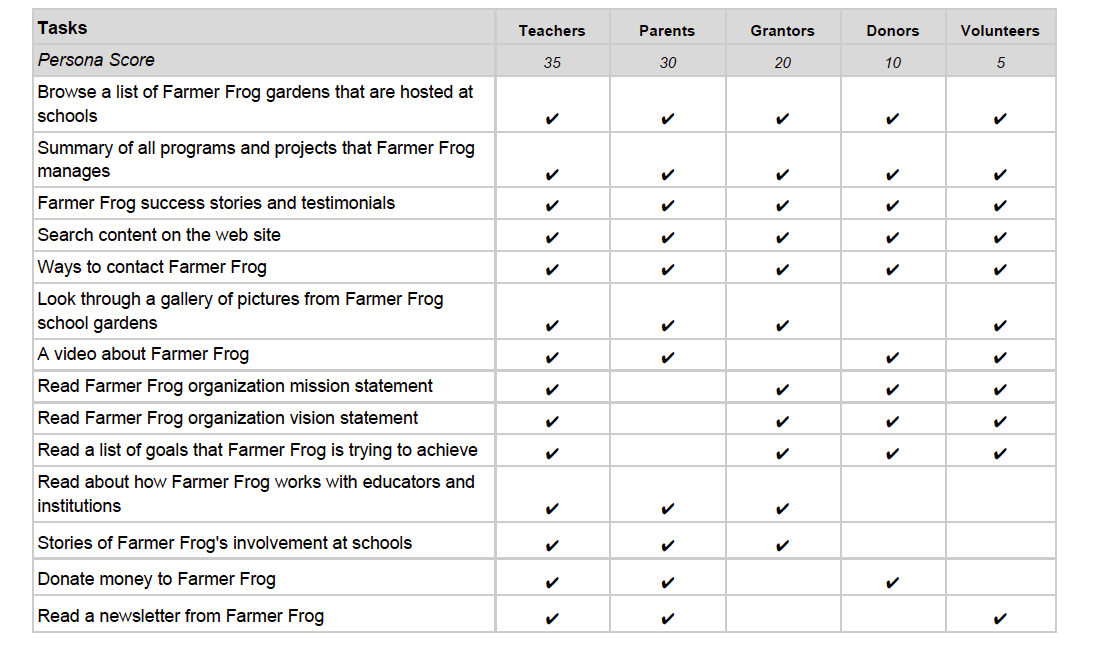 Tasks Teachers Parents Grantors Donors Volunteers
Persona Score 35 30 20 10 5
Browse a list of Farmer Frog gardens that are hosted at
schools ✔ ✔ ✔ ✔ ✔
Summary of all programs and projects that Farmer Frog
manages ✔ ✔ ✔ ✔ ✔
Farmer Frog success stories and testimonials ✔ ✔ ✔ ✔ ✔
Search content on the web site ✔ ✔ ✔ ✔ ✔
Ways to contact Farmer Frog ✔ ✔ ✔ ✔ ✔
Look through a gallery of pictures from Farmer Frog
school gardens ✔ ✔ ✔ ✔
A video about Farmer Frog ✔ ✔ ✔ ✔
Read Farmer Frog organization mission statement ✔ ✔ ✔ ✔
Read Farmer Frog organization vision statement ✔ ✔ ✔ ✔
Read a list of goals that Farmer Frog is trying to achieve ✔ ✔ ✔ ✔
Read about how Farmer Frog works with educators and
institutions ✔ ✔ ✔
Stories of Farmer Frog's involvement at schools ✔ ✔ ✔
Donate money to Farmer Frog ✔ ✔ ✔
Read a newsletter from Farmer Frog ✔ ✔ ✔